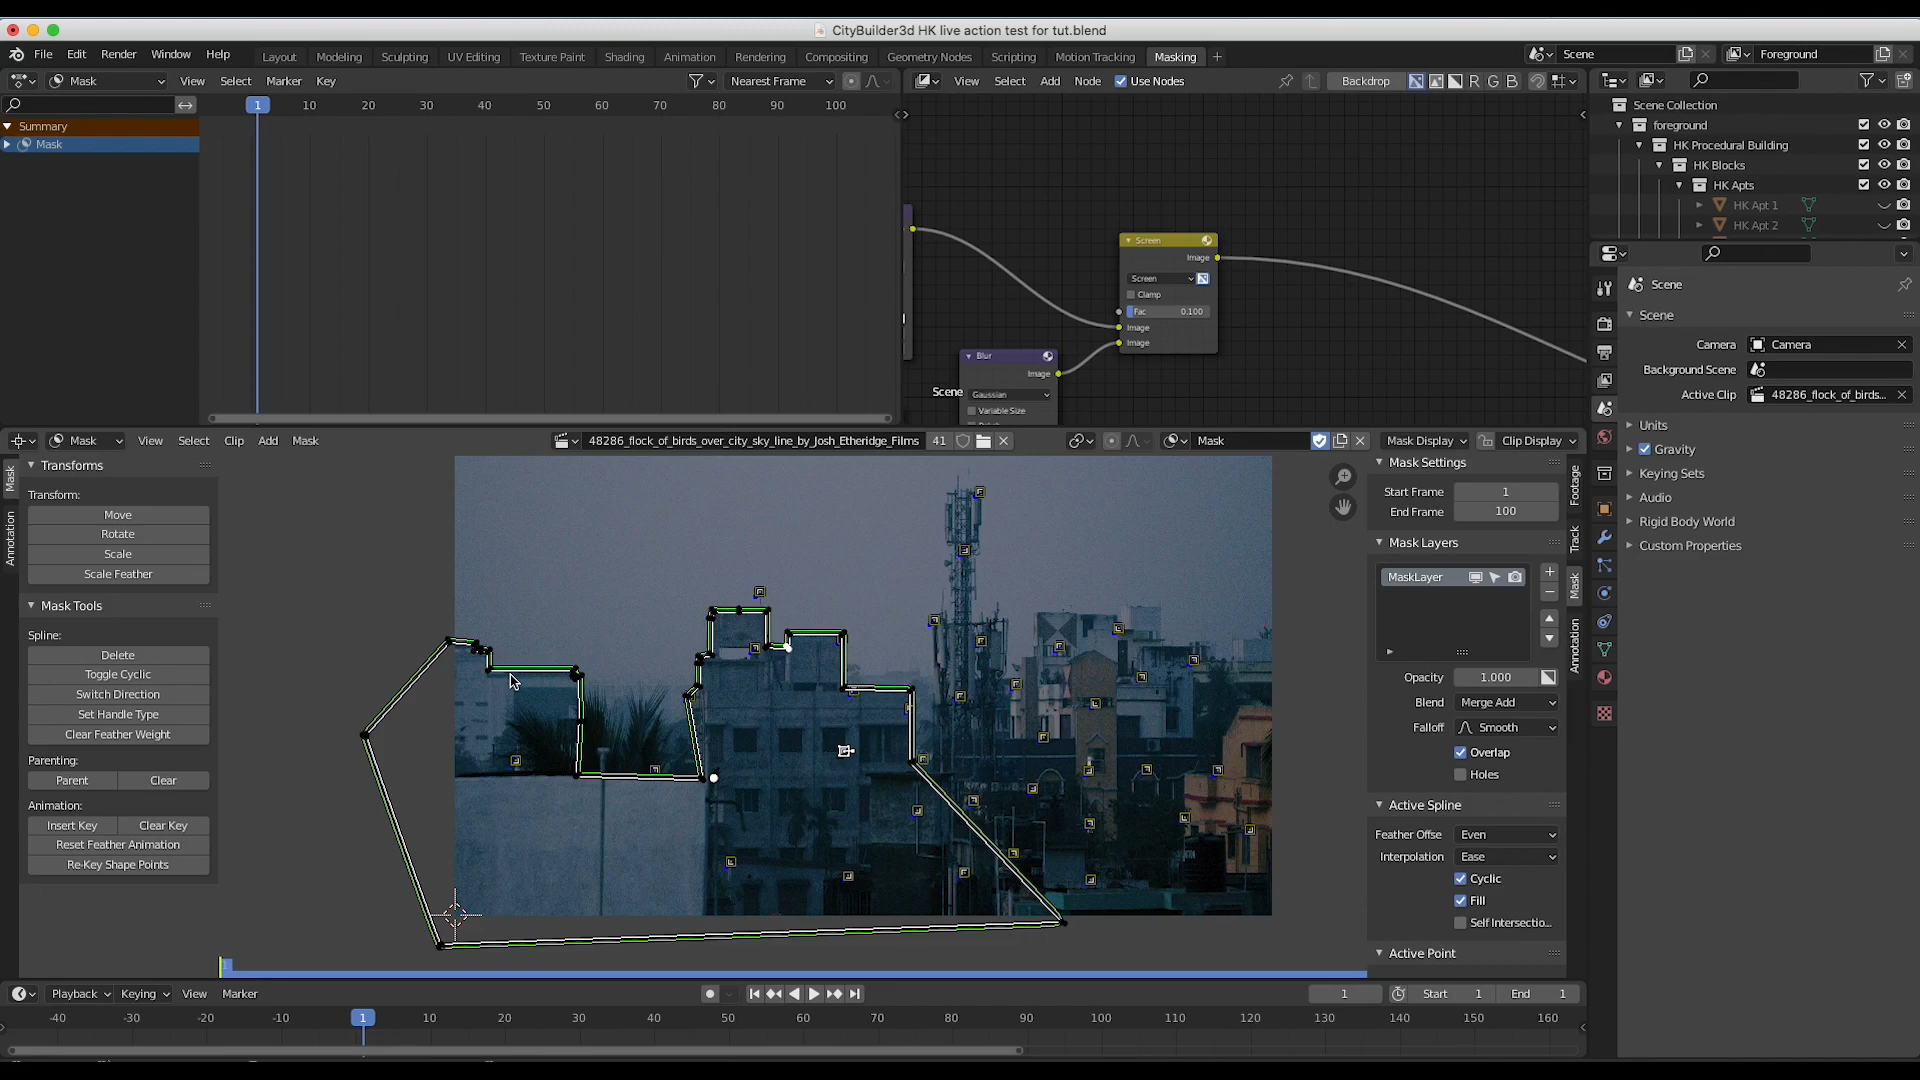 CityBuilder3d HK live action test for tut.blend
File Edit Render Window Help Layout Modeling Sculpting UV Editing Texture Paint Shading Animation Rendering Compositing Geometry Nodes Scripting Motion Tracking Masking + Scene Foreground
Mask View Select Marker Key Nearest Frame View Select Add Node Use Nodes Backdrop R G B
1 10 20 30 40 50 60 70 80 90 100
Summary
Mask
Scene Collection
foreground
HK Procedural Building
HK Blocks
HK Apts
HK Apt 1
HK Apt 2
Screen
Image
Screen
Clamp
Fac 0.100
Image
Image
Blur
Image
Gaussian
Variable Size
Scene
Scene
Scene
Camera Camera
Background Scene
Active Clip 48286_flock_of_birds...
Units
Gravity
Keying Sets
Audio
Rigid Body World
Custom Properties
Mask View Select Clip Add Mask 48286_flock_of_birds_over_city_sky_line_by_Josh_Etheridge_Films 41 Mask Mask Display Clip Display
Mask
Annotation
Transforms
Transform:
Move
Rotate
Scale
Scale Feather
Mask Tools
Spline:
Delete
Toggle Cyclic
Switch Direction
Set Handle Type
Clear Feather Weight
Parenting:
Parent Clear
Animation:
Insert Key Clear Key
Reset Feather Animation
Re-Key Shape Points
Mask Settings
Start Frame 1
End Frame 100
Mask Layers
MaskLayer
Opacity 1.000
Blend Merge Add
Falloff Smooth
Overlap
Holes
Active Spline
Feather Offse Even
Interpolation Ease
Cyclic
Fill
Self Intersectio...
Active Point
Footage
Track
Mask
Annotation
1
Playback Keying View Marker 1 Start 1 End 1
-40 -30 -20 -10 1 10 20 30 40 50 60 70 80 90 100 110 120 130 140 150 160